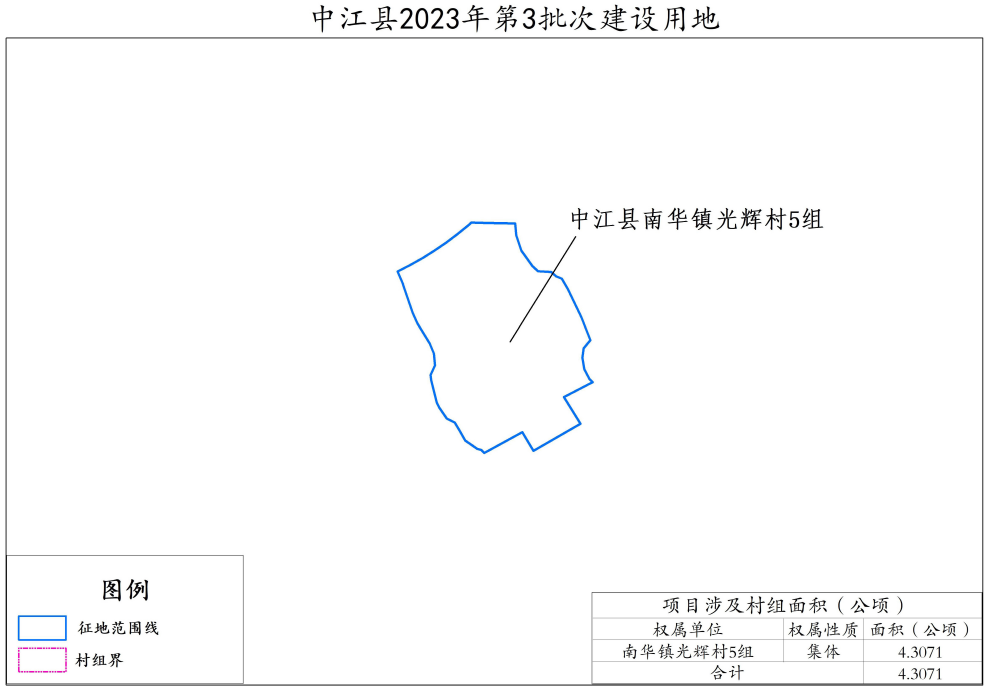 中江县2023年第3批次建设用地
中江县南华镇光辉村5组
图例
征地范围线
村组界
项目涉及村组面积（公顷）
权属单位 权属性质 面积（公顷）
南华镇光辉村5组 集体 4.3071
合计 4.3071